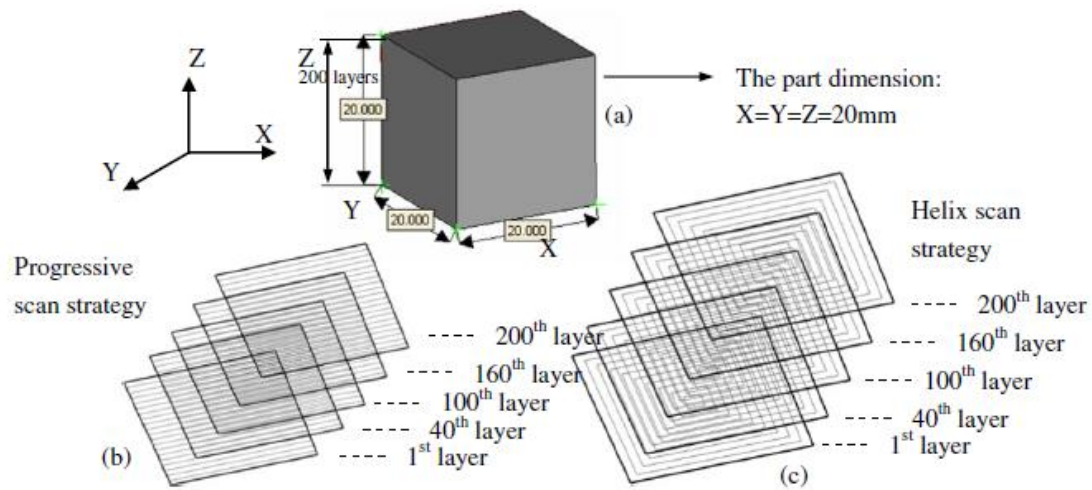 Z
X
Y
Z
200 layers
20.000
Y
20.000
20.000
X
(a)
The part dimension:
X=Y=Z=20mm
Progressive
scan strategy
200th layer
160th layer
100th layer
40th layer
1st layer
(b)
Helix scan
strategy
200th layer
160th layer
100th layer
40th layer
1st layer
(c)